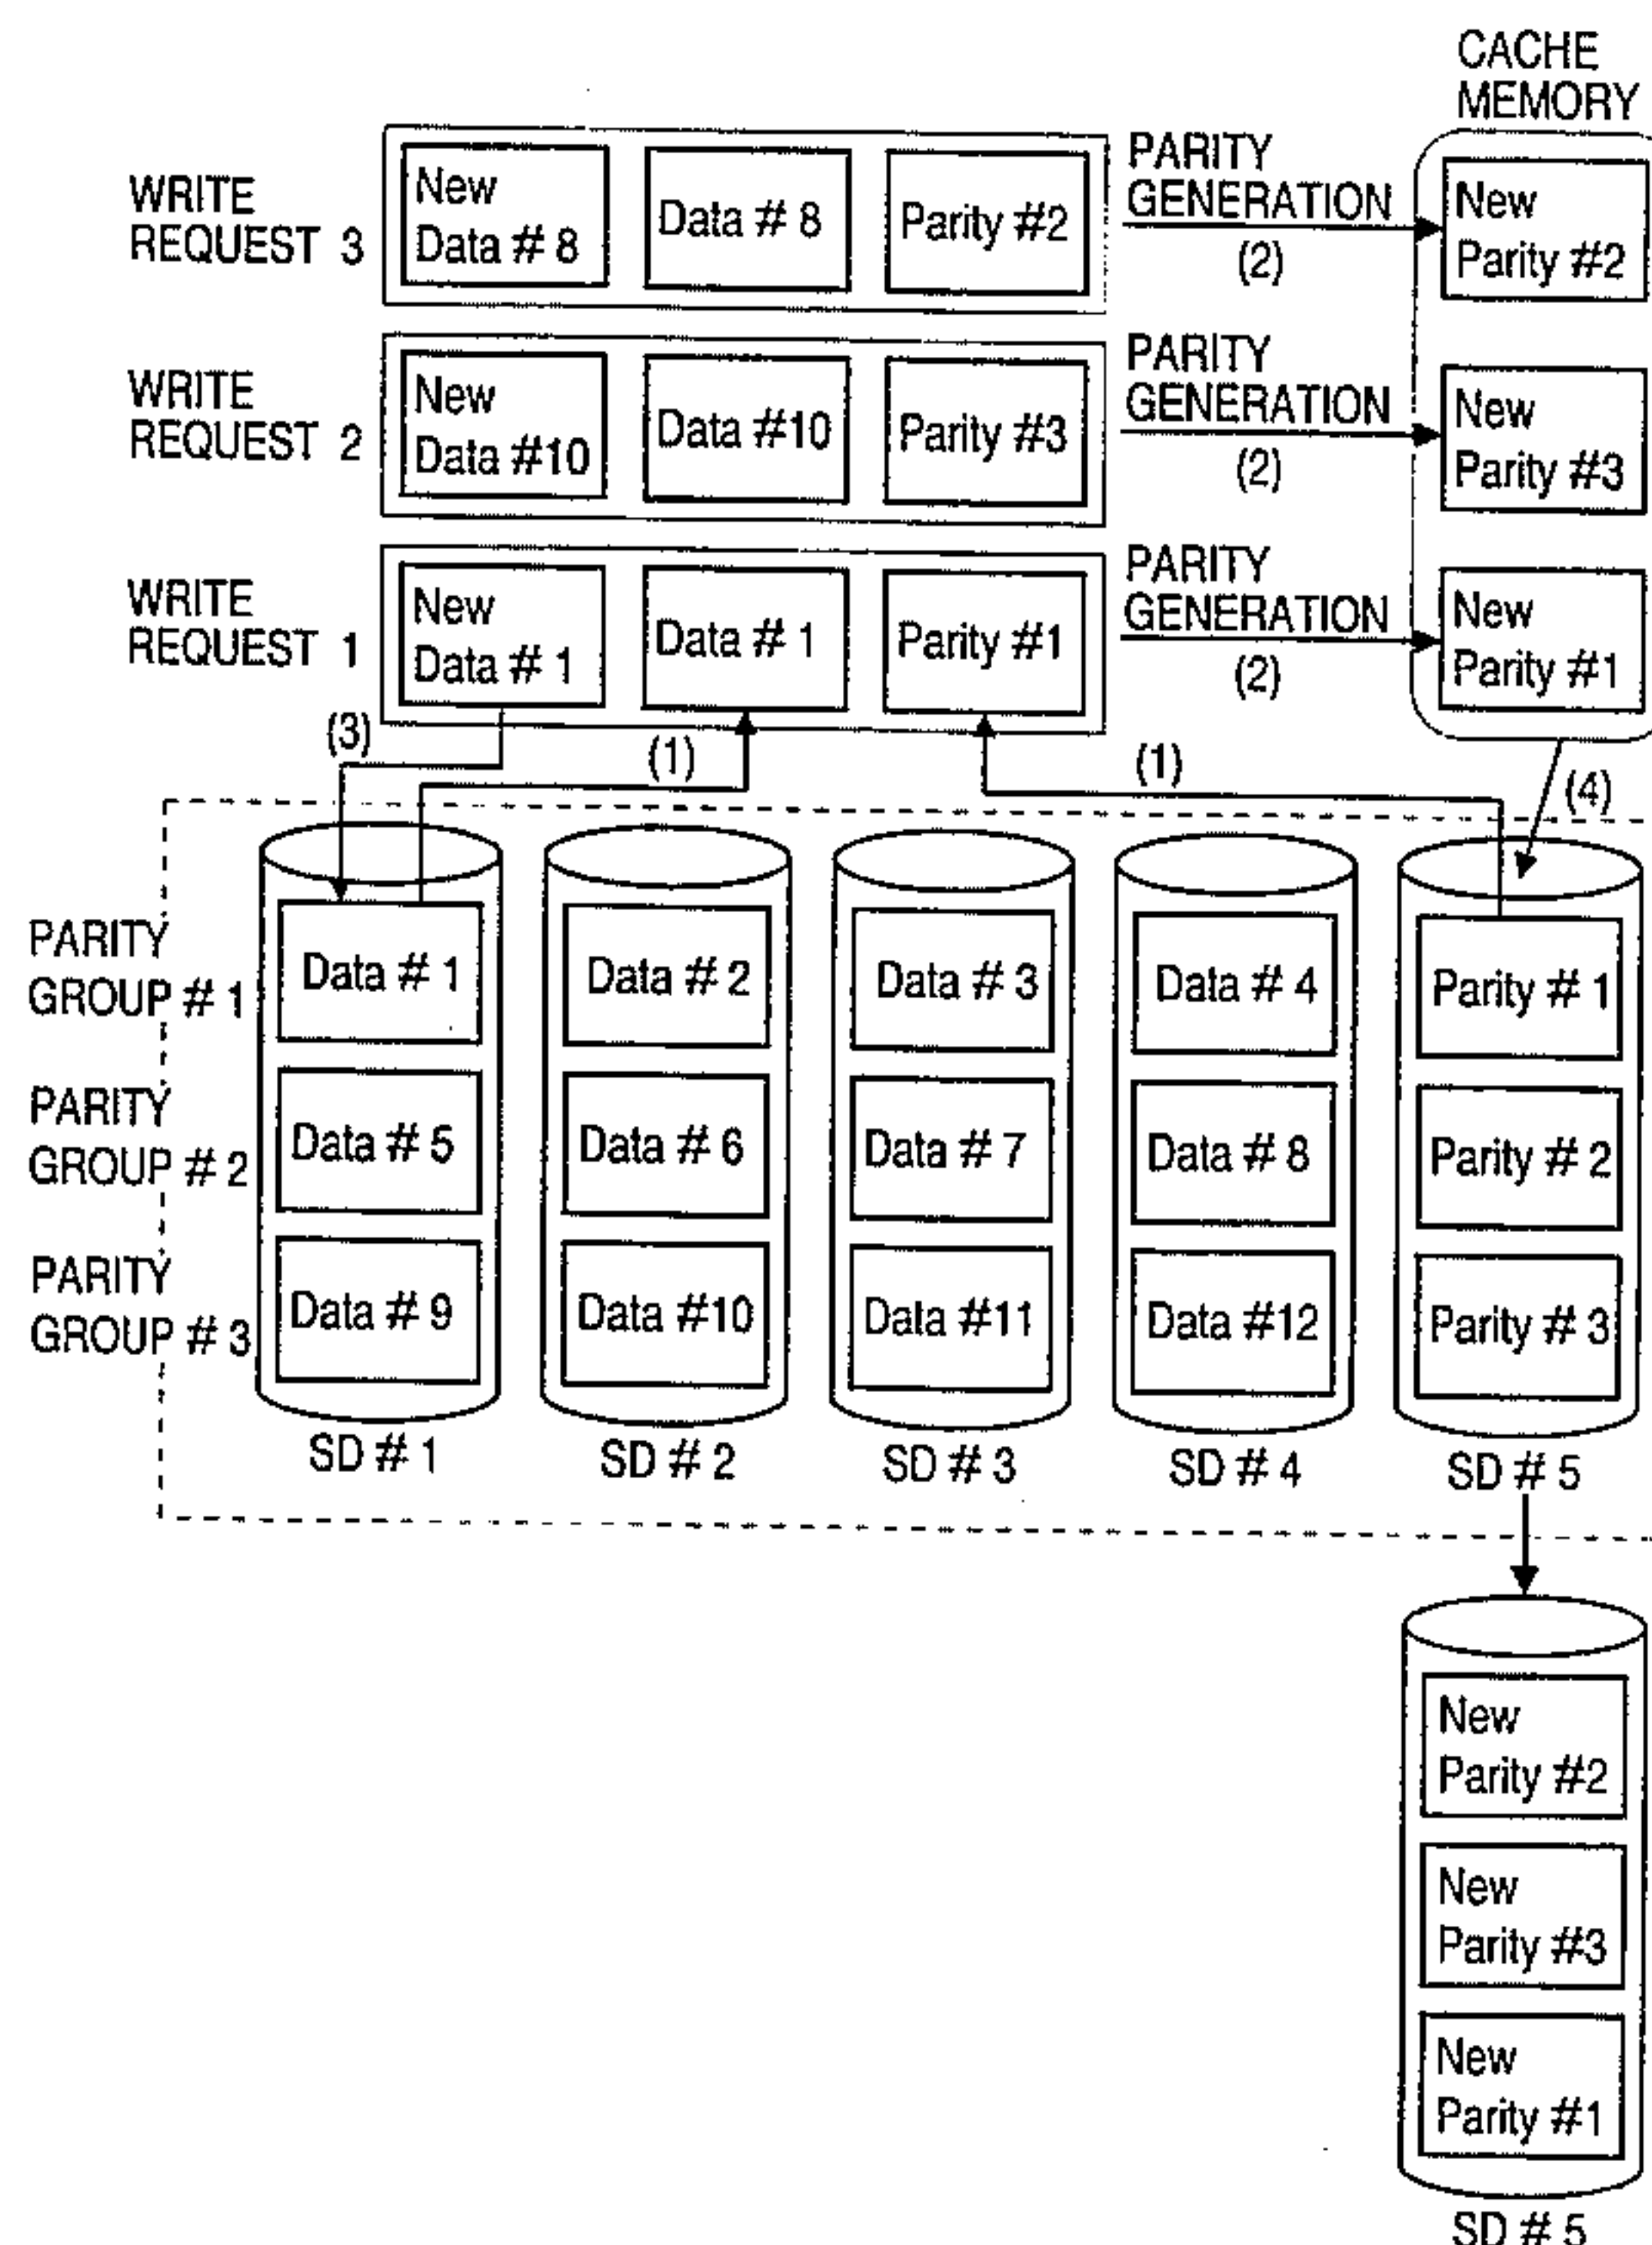 CACHE
MEMORY
WRITE
REQUEST 3
New
Data # 8
Data # 8
Parity #2
PARITY
GENERATION
(2)
New
Parity #2
WRITE
REQUEST 2
New
Data #10
Data #10
Parity #3
PARITY
GENERATION
(2)
New
Parity #3
WRITE
REQUEST 1
New
Data # 1
Data # 1
Parity #1
PARITY
GENERATION
(2)
New
Parity #1
(3)
(1)
(1)
(4)
PARITY
GROUP # 1
Data # 1
Data # 2
Data # 3
Data # 4
Parity # 1
PARITY
GROUP # 2
Data # 5
Data # 6
Data # 7
Data # 8
Parity # 2
PARITY
GROUP # 3
Data # 9
Data #10
Data #11
Data #12
Parity # 3
SD # 1
SD # 2
SD # 3
SD # 4
SD # 5
New
Parity #2
New
Parity #3
New
Parity #1
SD # 5